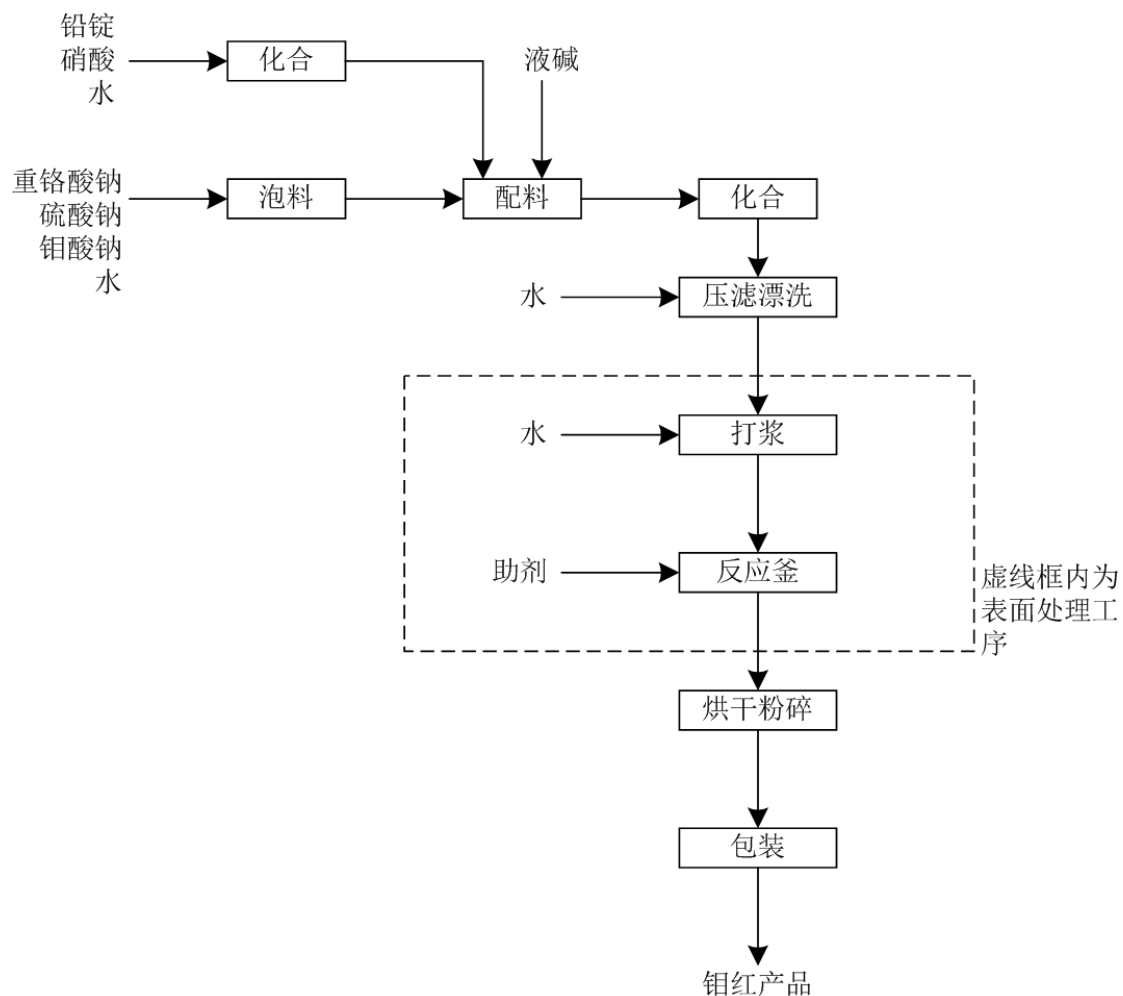 铅锭
硝酸
水
化合
液碱
重铬酸钠
硫酸钠
钼酸钠
水
泡料
配料
化合
水
压滤漂洗
水
打浆
助剂
反应釜
虚线框内为
表面处理工
序
烘干粉碎
包装
钼红产品